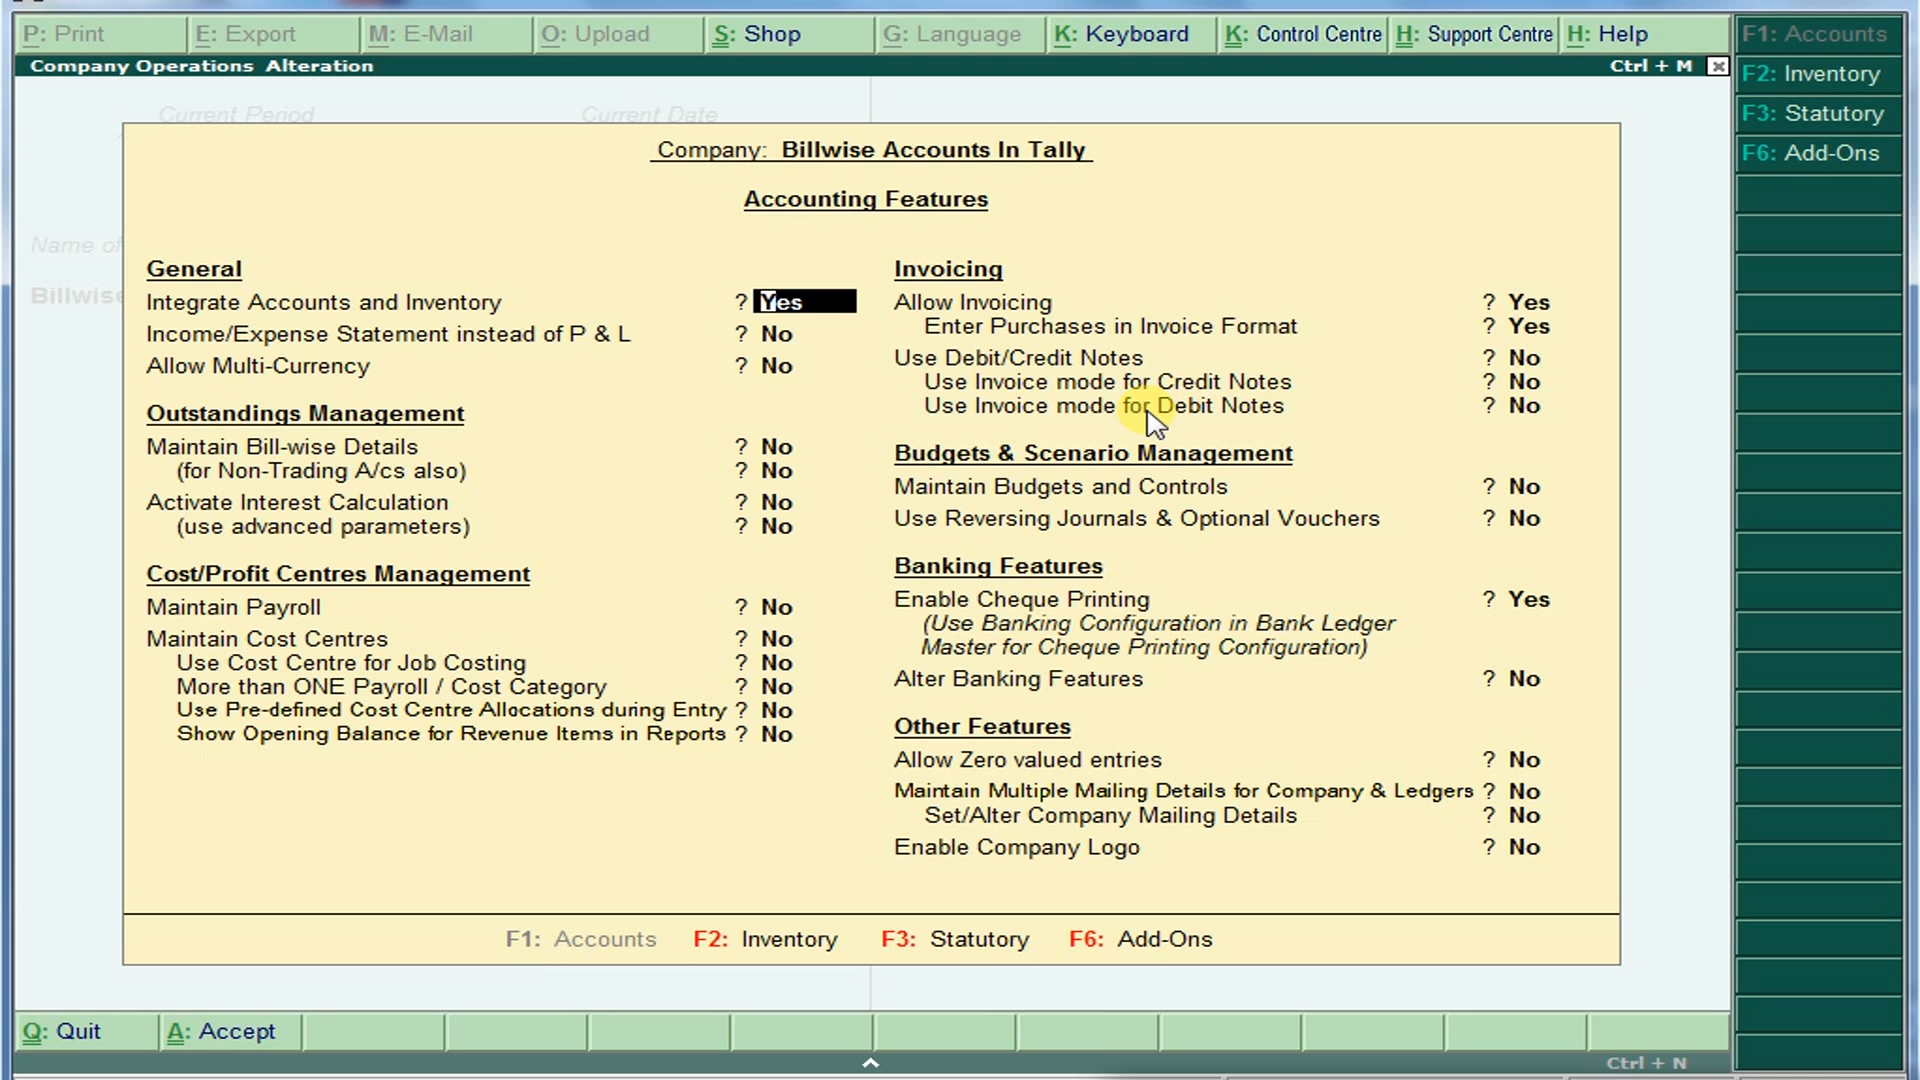 P: Print E: Export M: E-Mail O: Upload S: Shop G: Language K: Keyboard K: Control Centre H: Support Centre H: Help
Company Operations Alteration Ctrl + M
Current Period Current Date
Company: Billwise Accounts In Tally
Accounting Features
Name of
Billwise
General
Integrate Accounts and Inventory ? Yes
Income/Expense Statement instead of P & L ? No
Allow Multi-Currency ? No
Outstandings Management
Maintain Bill-wise Details ? No
(for Non-Trading A/cs also) ? No
Activate Interest Calculation ? No
(use advanced parameters) ? No
Cost/Profit Centres Management
Maintain Payroll ? No
Maintain Cost Centres ? No
Use Cost Centre for Job Costing ? No
More than ONE Payroll / Cost Category ? No
Use Pre-defined Cost Centre Allocations during Entry ? No
Show Opening Balance for Revenue Items in Reports ? No
Invoicing
Allow Invoicing ? Yes
Enter Purchases in Invoice Format ? Yes
Use Debit/Credit Notes ? No
Use Invoice mode for Credit Notes ? No
Use Invoice mode for Debit Notes ? No
Budgets & Scenario Management
Maintain Budgets and Controls ? No
Use Reversing Journals & Optional Vouchers ? No
Banking Features
Enable Cheque Printing ? Yes
(Use Banking Configuration in Bank Ledger
Master for Cheque Printing Configuration)
Alter Banking Features ? No
Other Features
Allow Zero valued entries ? No
Maintain Multiple Mailing Details for Company & Ledgers ? No
Set/Alter Company Mailing Details ? No
Enable Company Logo ? No
F1: Accounts F2: Inventory F3: Statutory F6: Add-Ons
Q: Quit A: Accept
Ctrl + N
F1: Accounts
F2: Inventory
F3: Statutory
F6: Add-Ons